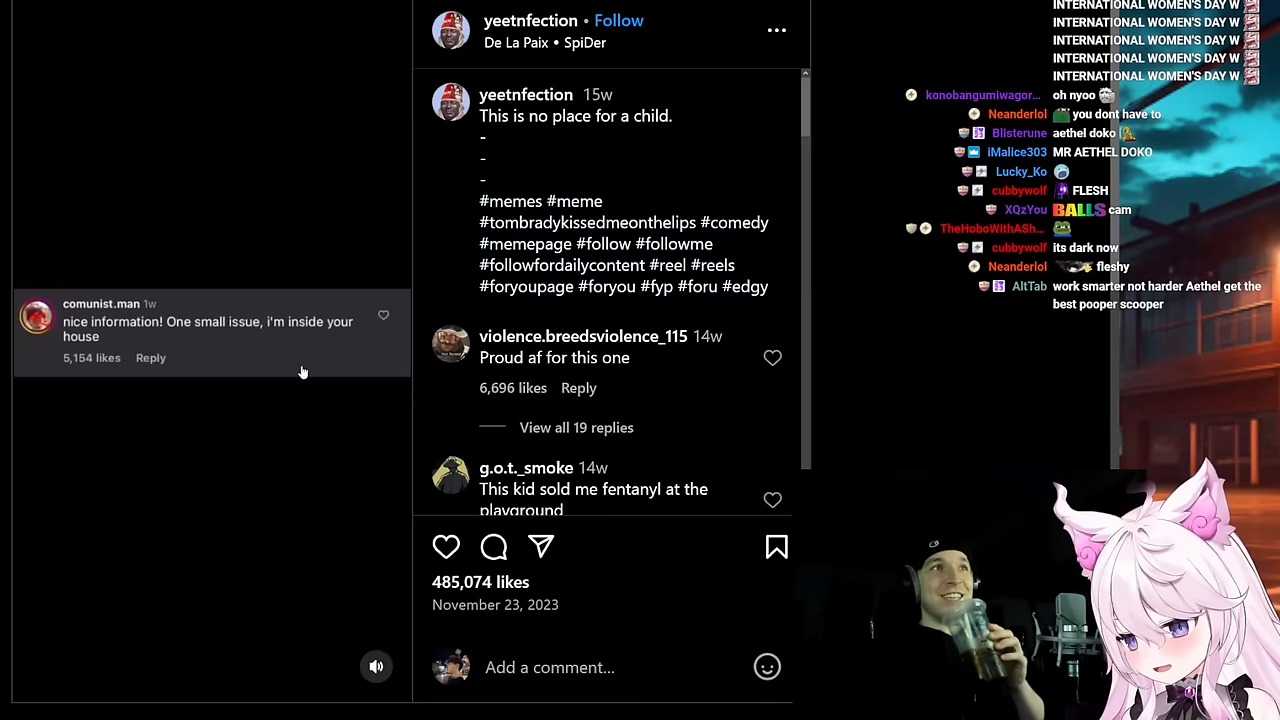 comunist.man 1w
nice information! One small issue, i'm inside your
house
5,154 likes Reply
yeetnfection • Follow
De La Paix • SpiDer
yeetnfection 15w
This is no place for a child.
-
-
-
#memes #meme
#tombradykissedmeonthelips #comedy
#memepage #follow #followme
#followfordailycontent #reel #reels
#foryoupage #foryou #fyp #foru #edgy
violence.breedsviolence_115 14w
Proud af for this one
6,696 likes Reply
View all 19 replies
g.o.t._smoke 14w
This kid sold me fentanyl at the
playground
485,074 likes
November 23, 2023
Add a comment...
INTERNATIONAL WOMEN'S DAY W
INTERNATIONAL WOMEN'S DAY W
INTERNATIONAL WOMEN'S DAY W
INTERNATIONAL WOMEN'S DAY W
INTERNATIONAL WOMEN'S DAY W
konobangumiwagor... oh nyoo
Neanderlol you dont have to
Blisterune aethel doko
iMalice303 MR AETHEL DOKO
Lucky_Ko
cubbywolf FLESH
XQzYou BALLS cam
TheHoboWithASh...
cubbywolf its dark now
Neanderlol fleshy
AltTab work smarter not harder Aethel get the
best pooper scooper